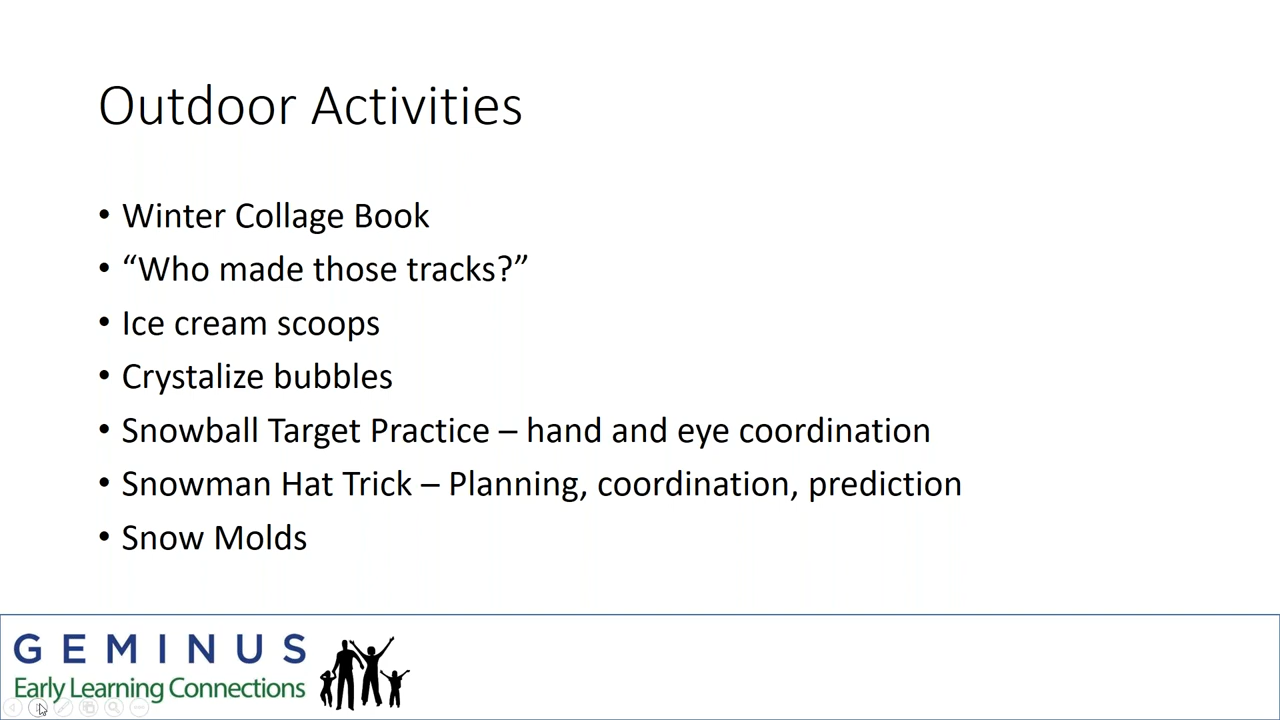 Outdoor Activities
• Winter Collage Book
• “Who made those tracks?”
• Ice cream scoops
• Crystalize bubbles
• Snowball Target Practice – hand and eye coordination
• Snowman Hat Trick – Planning, coordination, prediction
• Snow Molds
GEMINUS
Early Learning Connections